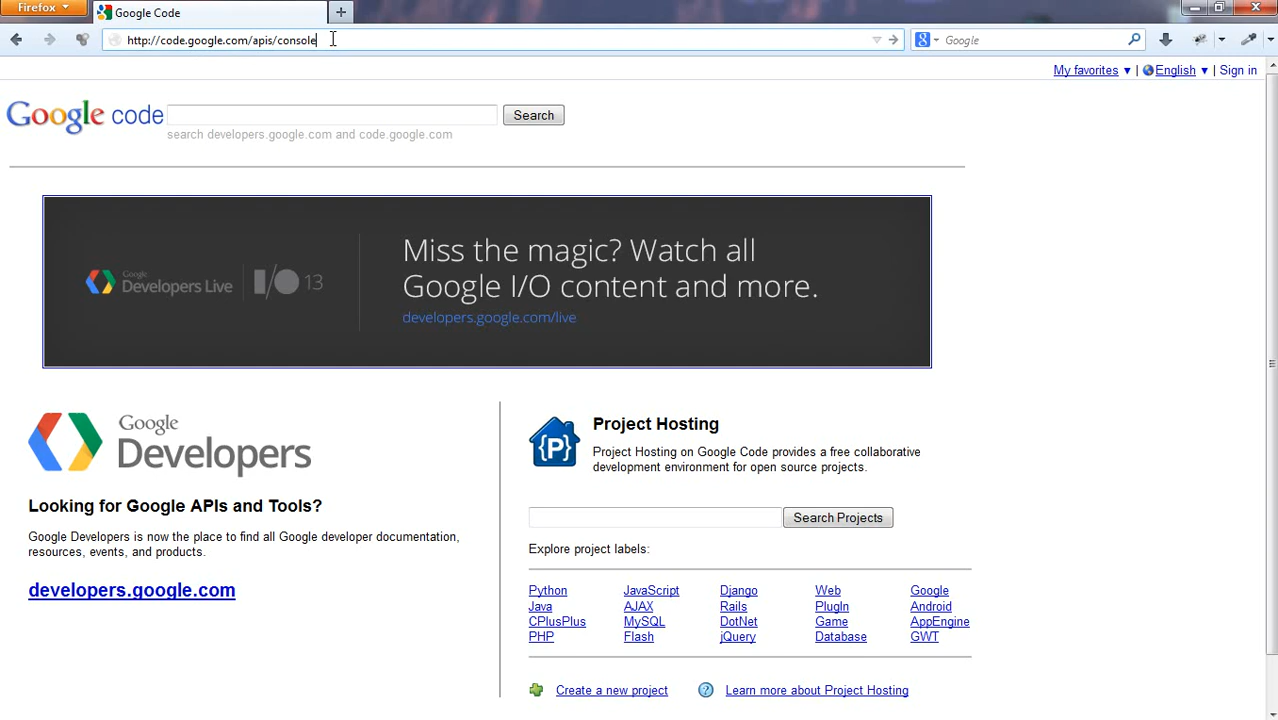 Firefox
Google Code
http://code.google.com/apis/console
Google
My favorites ▼ | English ▼ | Sign in
Google code
Search
search developers.google.com and code.google.com
Google
Developers Live
I/O 13
Miss the magic? Watch all
Google I/O content and more.
developers.google.com/live
Google
Developers
Looking for Google APIs and Tools?
Google Developers is now the place to find all Google developer documentation,
resources, events, and products.
developers.google.com
{P}
Project Hosting
Project Hosting on Google Code provides a free collaborative
development environment for open source projects.
Search Projects
Explore project labels:
Python JavaScript Django Web Google
Java AJAX Rails PlugIn Android
CPlusPlus MySQL DotNet Game AppEngine
PHP Flash jQuery Database GWT
Create a new project
Learn more about Project Hosting